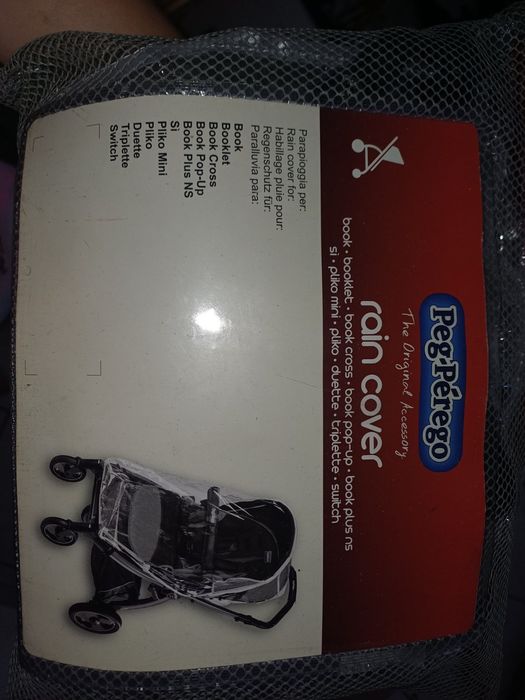 Peg-Pérego
The Original Accessory
rain cover
book • booklet • book cross • book pop-up • book plus ns
sì • pliko mini • pliko • duette • triplette • switch
Parapioggia per:
Rain cover for:
Habillage pluie pour:
Regenschutz für:
Paralluvia para:
Book
Booklet
Book Cross
Book Pop-Up
Book Plus NS
Sì
Pliko Mini
Pliko
Duette
Triplette
Switch